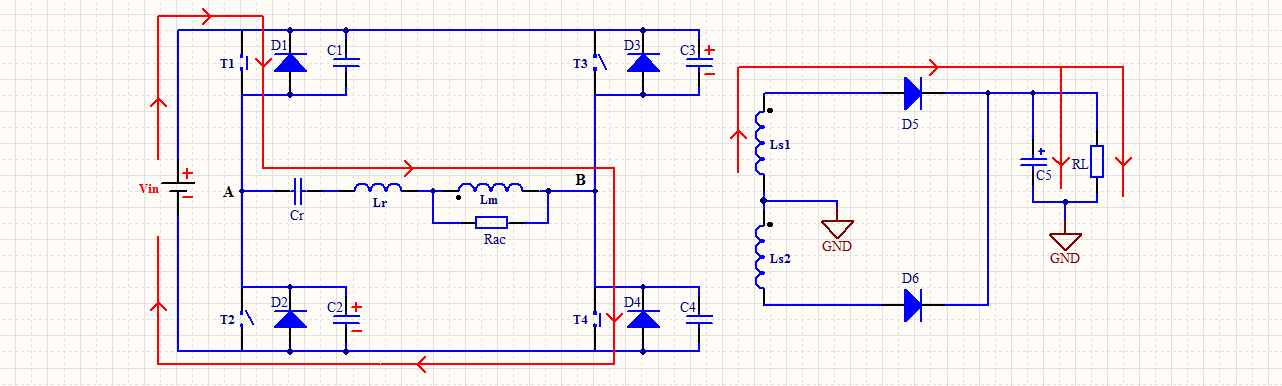 D1
C1
D3
C3
+
T1
T3
−
D5
Ls1
+
C5
RL
Vin
+
−
A
B
Cr
Lr
Lm
Rac
GND
GND
Ls2
D6
D2
C2
+
D4
C4
T2
−
T4